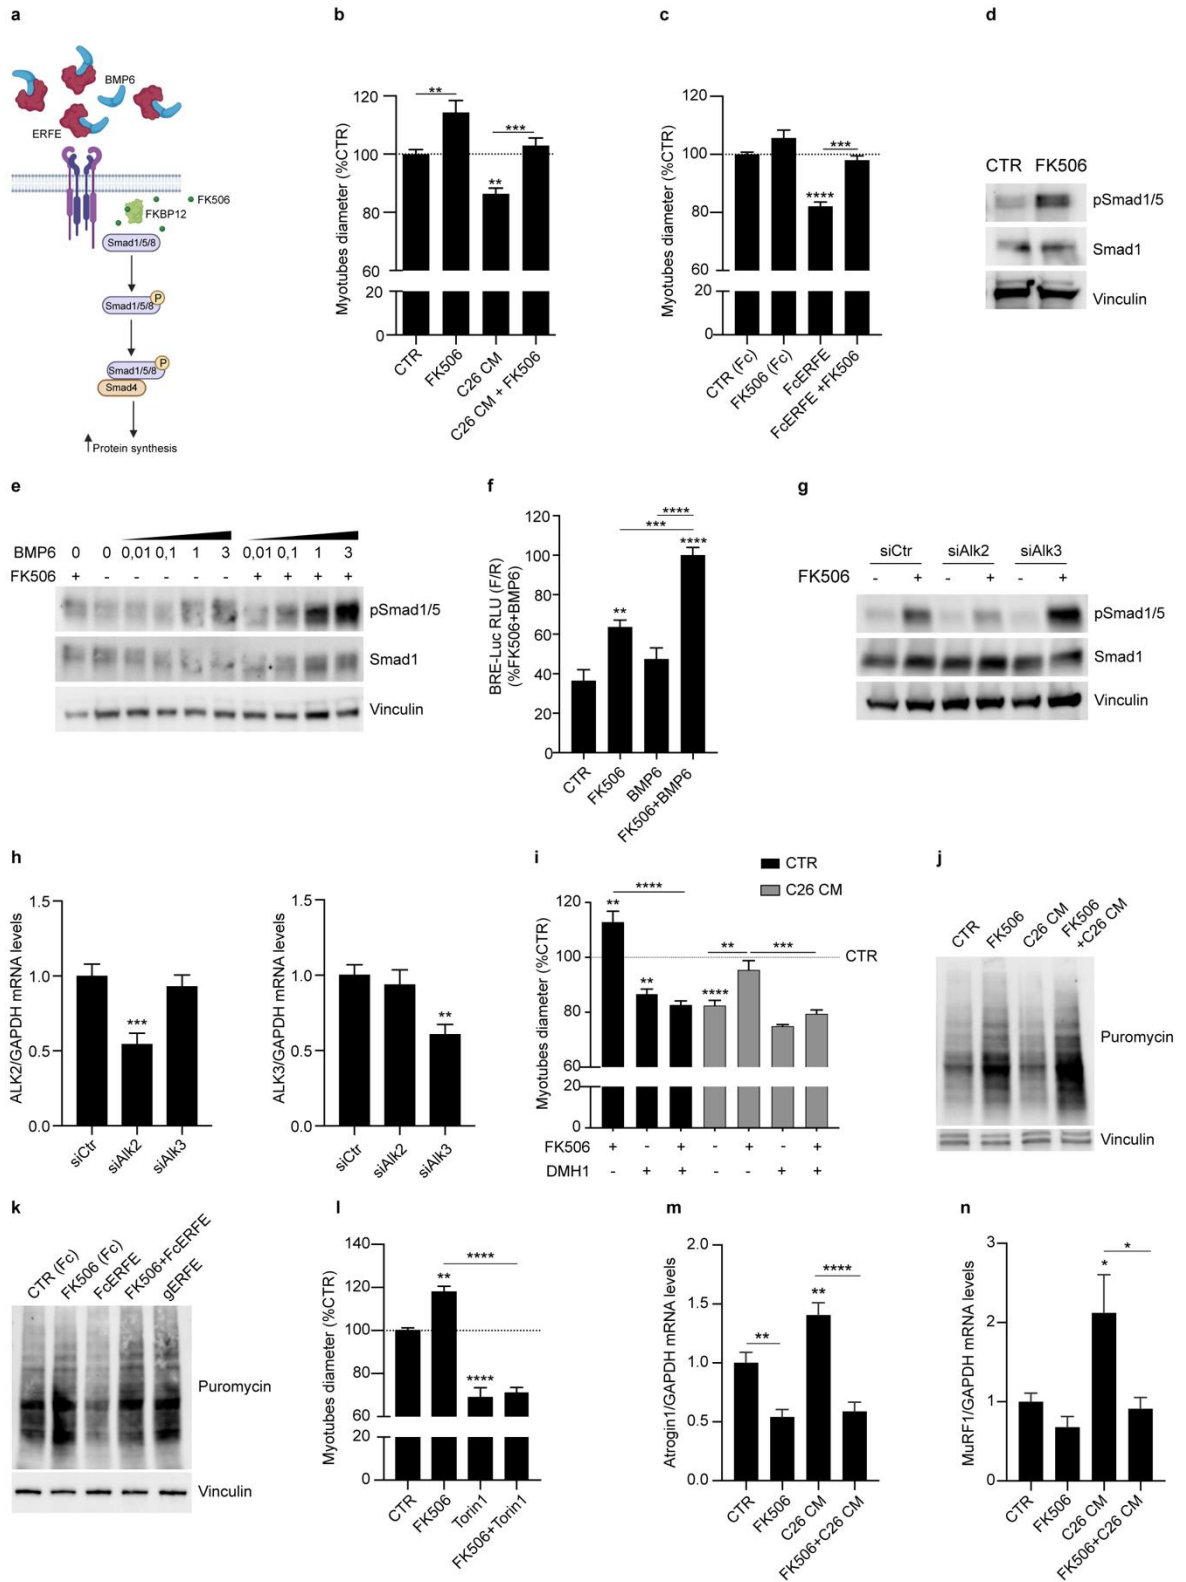 a
BMP6
ERFE
FK506
FKBP12
Smad1/5/8
Smad1/5/8
P
Smad1/5/8
P
Smad4
Protein synthesis
b
Myotubes diameter (%CTR)
120
100
80
60
20
0
**
**
***
CTR
FK506
C26 CM
C26 CM + FK506
c
Myotubes diameter (%CTR)
120
100
80
60
20
0
****
***
CTR (Fc)
FK506 (Fc)
FcERFE
FcERFE +FK506
d
CTR FK506
pSmad1/5
Smad1
Vinculin
e
BMP6 0 0 0,01 0,1 1 3 0,01 0,1 1 3
FK506 + - - - - - + + + +
pSmad1/5
Smad1
Vinculin
f
BRE-Luc RLU (F/R)
(%FK506+BMP6)
120
100
80
60
40
20
0
**
****
***
****
CTR
FK506
BMP6
FK506+BMP6
g
siCtr siAlk2 siAlk3
FK506 - + - + - +
pSmad1/5
Smad1
Vinculin
h
ALK2/GAPDH mRNA levels
1.5
1.0
0.5
0.0
***
siCtr
siAlk2
siAlk3
ALK3/GAPDH mRNA levels
1.5
1.0
0.5
0.0
**
siCtr
siAlk2
siAlk3
i
CTR
C26 CM
Myotubes diameter (%CTR)
120
100
80
60
20
0
****
**
**
****
**
***
CTR
FK506 + - + - + - +
DMH1 - + + - - + +
j
CTR
FK506
C26 CM
FK506
+C26 CM
Puromycin
Vinculin
k
CTR (Fc)
FK506 (Fc)
FcERFE
FK506+FcERFE
gERFE
Puromycin
Vinculin
l
Myotubes diameter (%CTR)
140
120
100
80
60
20
0
**
****
****
CTR
FK506
Torin1
FK506+Torin1
m
Atrogin1/GAPDH mRNA levels
2.0
1.5
1.0
0.5
0.0
**
**
****
CTR
FK506
C26 CM
FK506+C26 CM
n
MuRF1/GAPDH mRNA levels
3
2
1
0
*
*
CTR
FK506
C26 CM
FK506+C26 CM